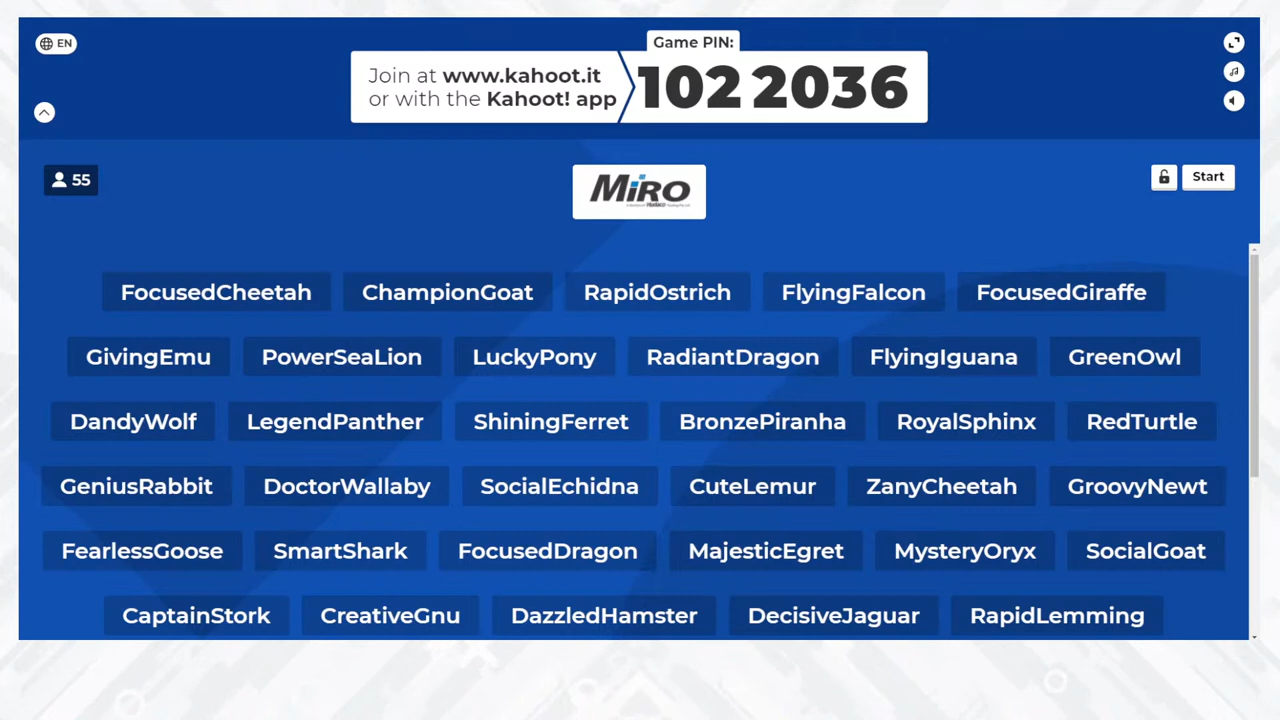 EN
Game PIN:
Join at www.kahoot.it
or with the Kahoot! app
102 2036
55
MiRO
Start
FocusedCheetah ChampionGoat RapidOstrich FlyingFalcon FocusedGiraffe
GivingEmu PowerSeaLion LuckyPony RadiantDragon FlyingIguana GreenOwl
DandyWolf LegendPanther ShiningFerret BronzePiranha RoyalSphinx RedTurtle
GeniusRabbit DoctorWallaby SocialEchidna CuteLemur ZanyCheetah GroovyNewt
FearlessGoose SmartShark FocusedDragon MajesticEgret MysteryOryx SocialGoat
CaptainStork CreativeGnu DazzledHamster DecisiveJaguar RapidLemming